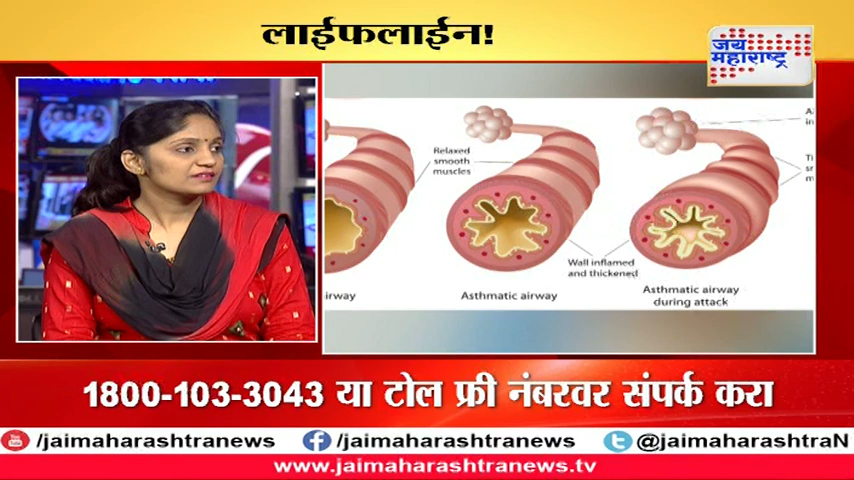 लाईफलाईन!
जय
महाराष्ट्र
Relaxed
smooth
muscles
Wall inflamed
and thickened
irway
Asthmatic airway
Asthmatic airway
during attack
1800-103-3043 या टोल फ्री नंबरवर संपर्क करा
/jaimaharashtranews /jaimaharashtranews @jaimaharashtraN
www.jaimaharashtranews.tv